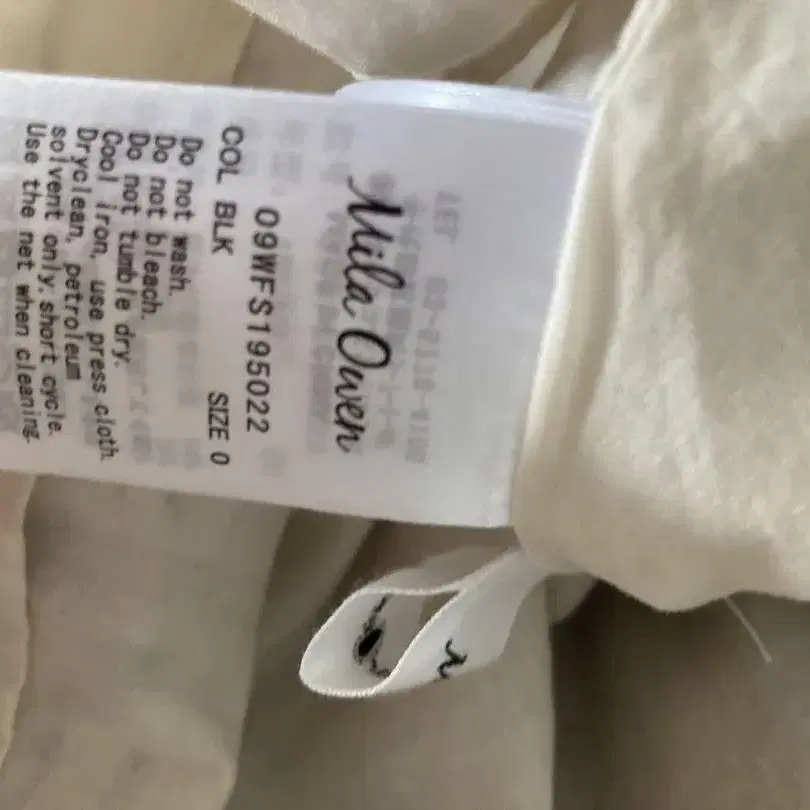 Mila Owen
09WFS195022
COL BLK SIZE 0
Do not wash.
Do not bleach.
Do not tumble dry.
Cool iron, use press cloth.
Dryclean, petroleum
solvent only.short cycle.
Use the net when cleaning.